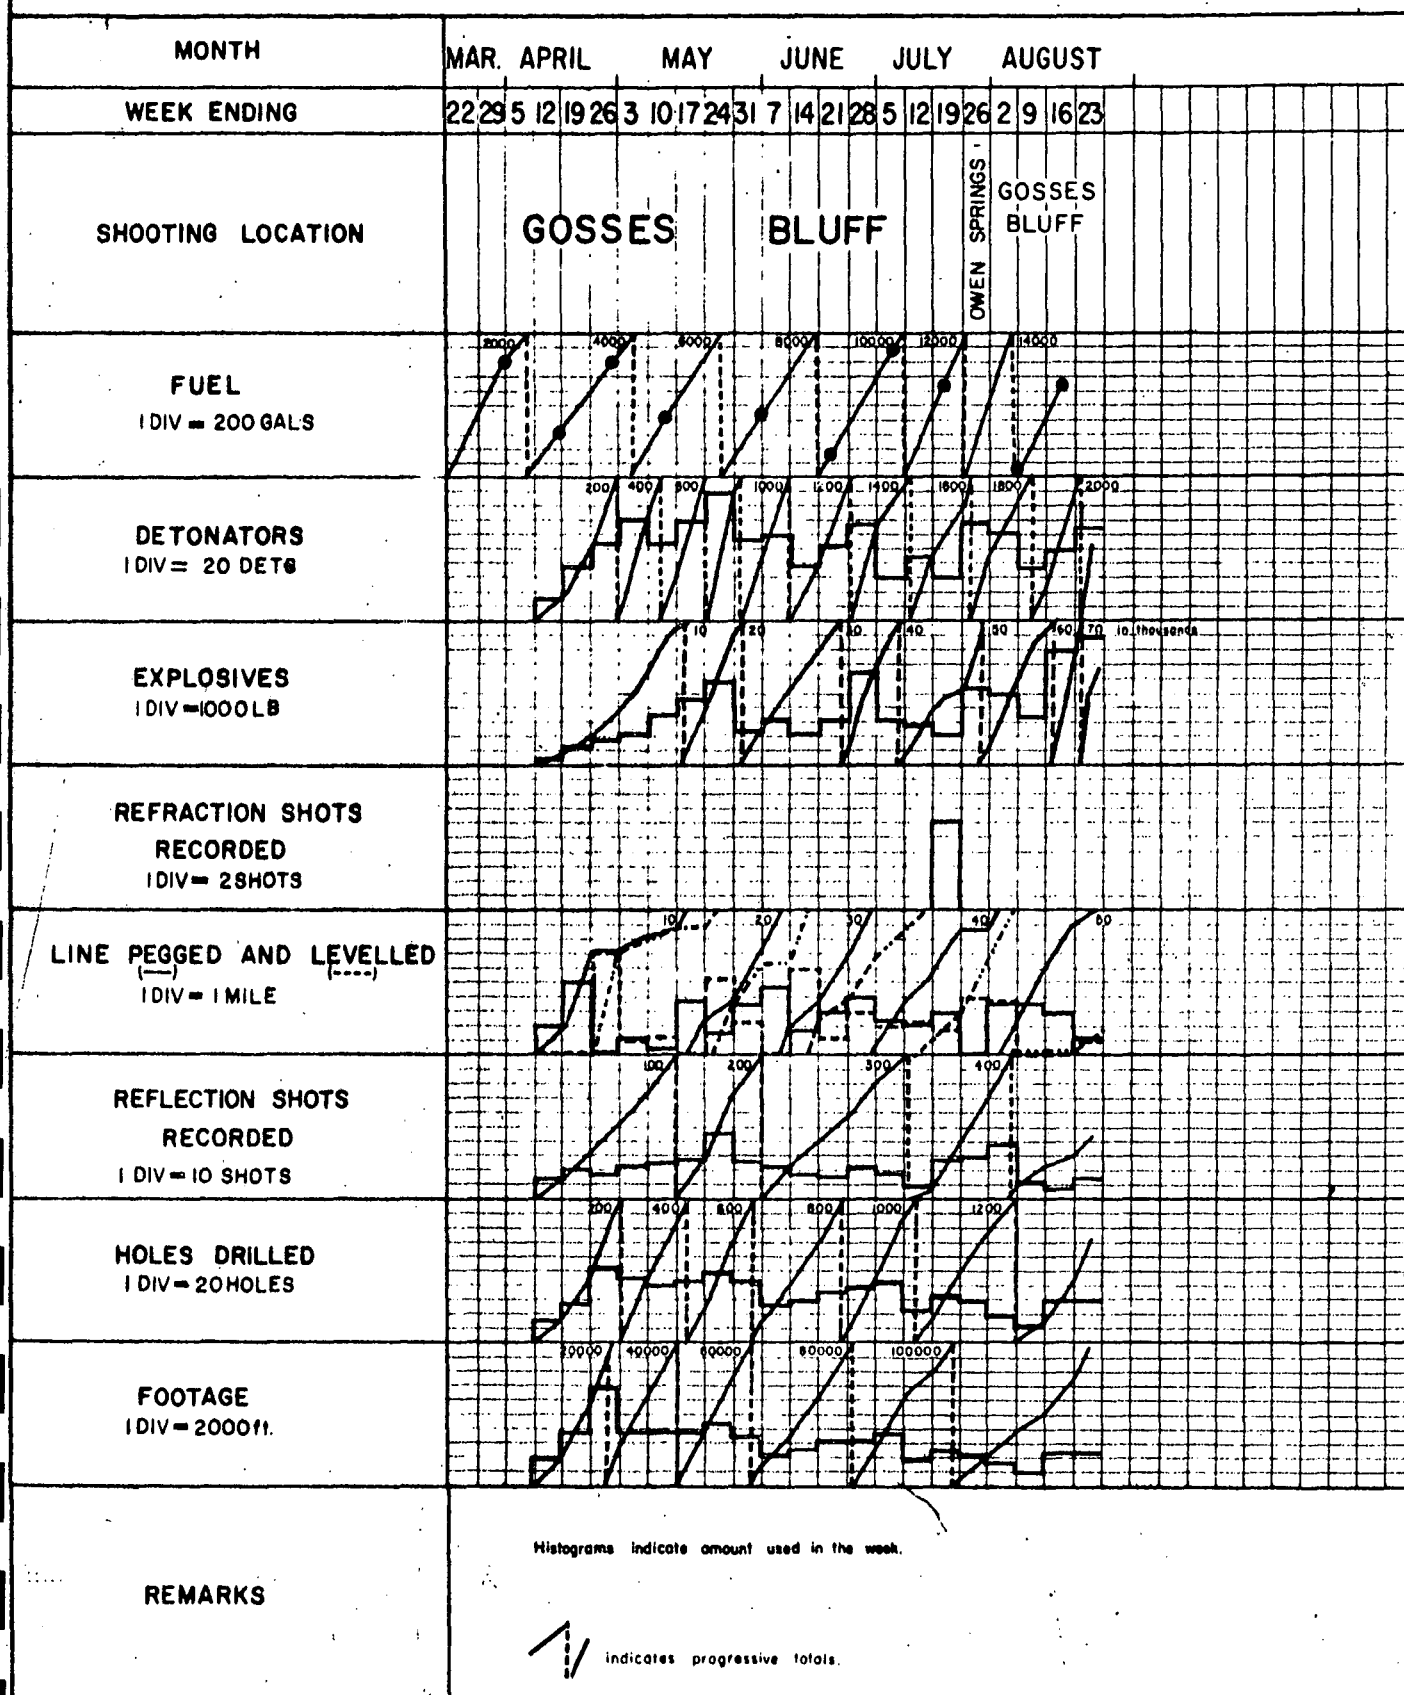 MONTH
MAR. APRIL MAY JUNE JULY AUGUST
WEEK ENDING
22 29 5 12 19 26 3 10 17 24 31 7 14 21 28 5 12 19 26 2 9 16 23
SHOOTING LOCATION
GOSSES BLUFF
OWEN SPRINGS
GOSSES
BLUFF
FUEL
1 DIV = 200 GALS
2000 4000 6000 8000 10000 12000 14000
DETONATORS
1 DIV = 20 DETS
200 400 600 1000 1200 1400 1600 1800 2000
EXPLOSIVES
1 DIV = 1000 LB
10 20 30 40 50 60 70 in thousands
REFRACTION SHOTS
RECORDED
1 DIV = 2 SHOTS
LINE PEGGED AND LEVELLED
(—) (----)
1 DIV = 1 MILE
10 20 30 40 60
REFLECTION SHOTS
RECORDED
1 DIV = 10 SHOTS
100 200 300 400
HOLES DRILLED
1 DIV = 20 HOLES
200 400 600 800 1000 1200
FOOTAGE
1 DIV = 2000 ft.
20000 40000 60000 80000 100000
REMARKS
Histograms indicate amount used in the week.
indicates progressive totals.